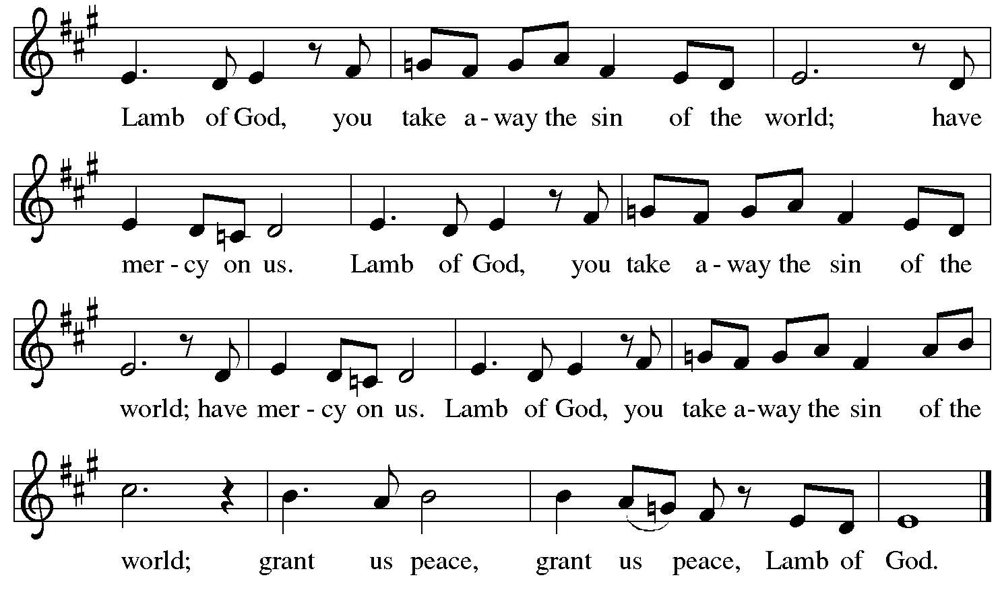 Lamb of God, you take a - way the sin of the world; have
mer - cy on us. Lamb of God, you take a - way the sin of the
world; have mer - cy on us. Lamb of God, you take a-way the sin of the
world; grant us peace, grant us peace, Lamb of God.